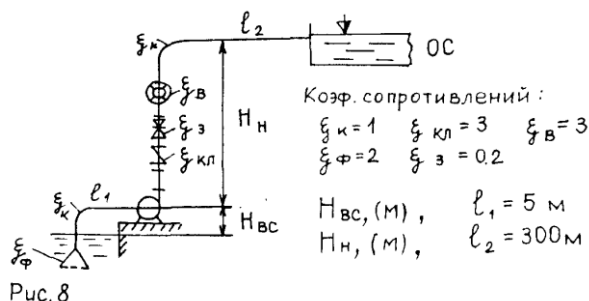 ℓ₂
ξк
ОС
ξВ
ξз
ξкл
Hн
Коэф. сопротивлений:
ξк=1 ξкл=3 ξВ=3
ξф=2 ξз=0.2
ξк
ℓ₁
Hвс
Hвс, (м), ℓ₁ = 5 м
Hн, (м), ℓ₂=300м
ξф
Рис. 8